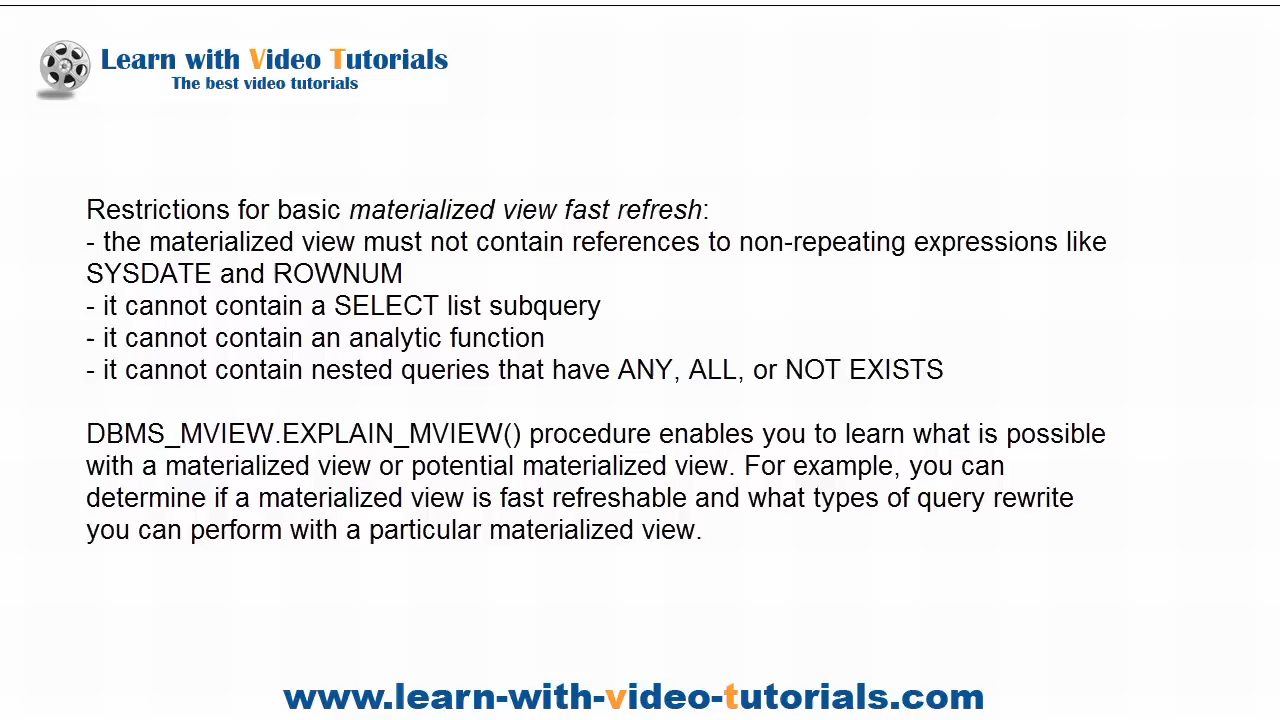 Learn with Video Tutorials
The best video tutorials
Restrictions for basic materialized view fast refresh:
- the materialized view must not contain references to non-repeating expressions like
SYSDATE and ROWNUM
- it cannot contain a SELECT list subquery
- it cannot contain an analytic function
- it cannot contain nested queries that have ANY, ALL, or NOT EXISTS
DBMS_MVIEW.EXPLAIN_MVIEW() procedure enables you to learn what is possible
with a materialized view or potential materialized view. For example, you can
determine if a materialized view is fast refreshable and what types of query rewrite
you can perform with a particular materialized view.
www.learn-with-video-tutorials.com